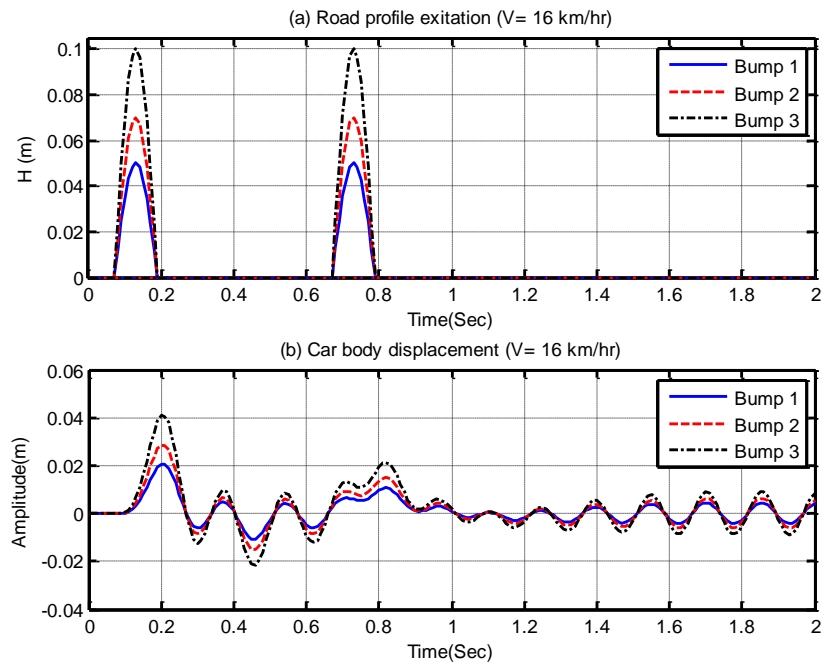 (a) Road profile exitation (V= 16 km/hr)
0.1
0.08
0.06
0.04
0.02
0
H (m)
Bump 1
Bump 2
Bump 3
0 0.2 0.4 0.6 0.8 1 1.2 1.4 1.6 1.8 2
Time(Sec)
(b) Car body displacement (V= 16 km/hr)
0.06
0.04
0.02
0
-0.02
-0.04
Amplitude(m)
Bump 1
Bump 2
Bump 3
0 0.2 0.4 0.6 0.8 1 1.2 1.4 1.6 1.8 2
Time(Sec)